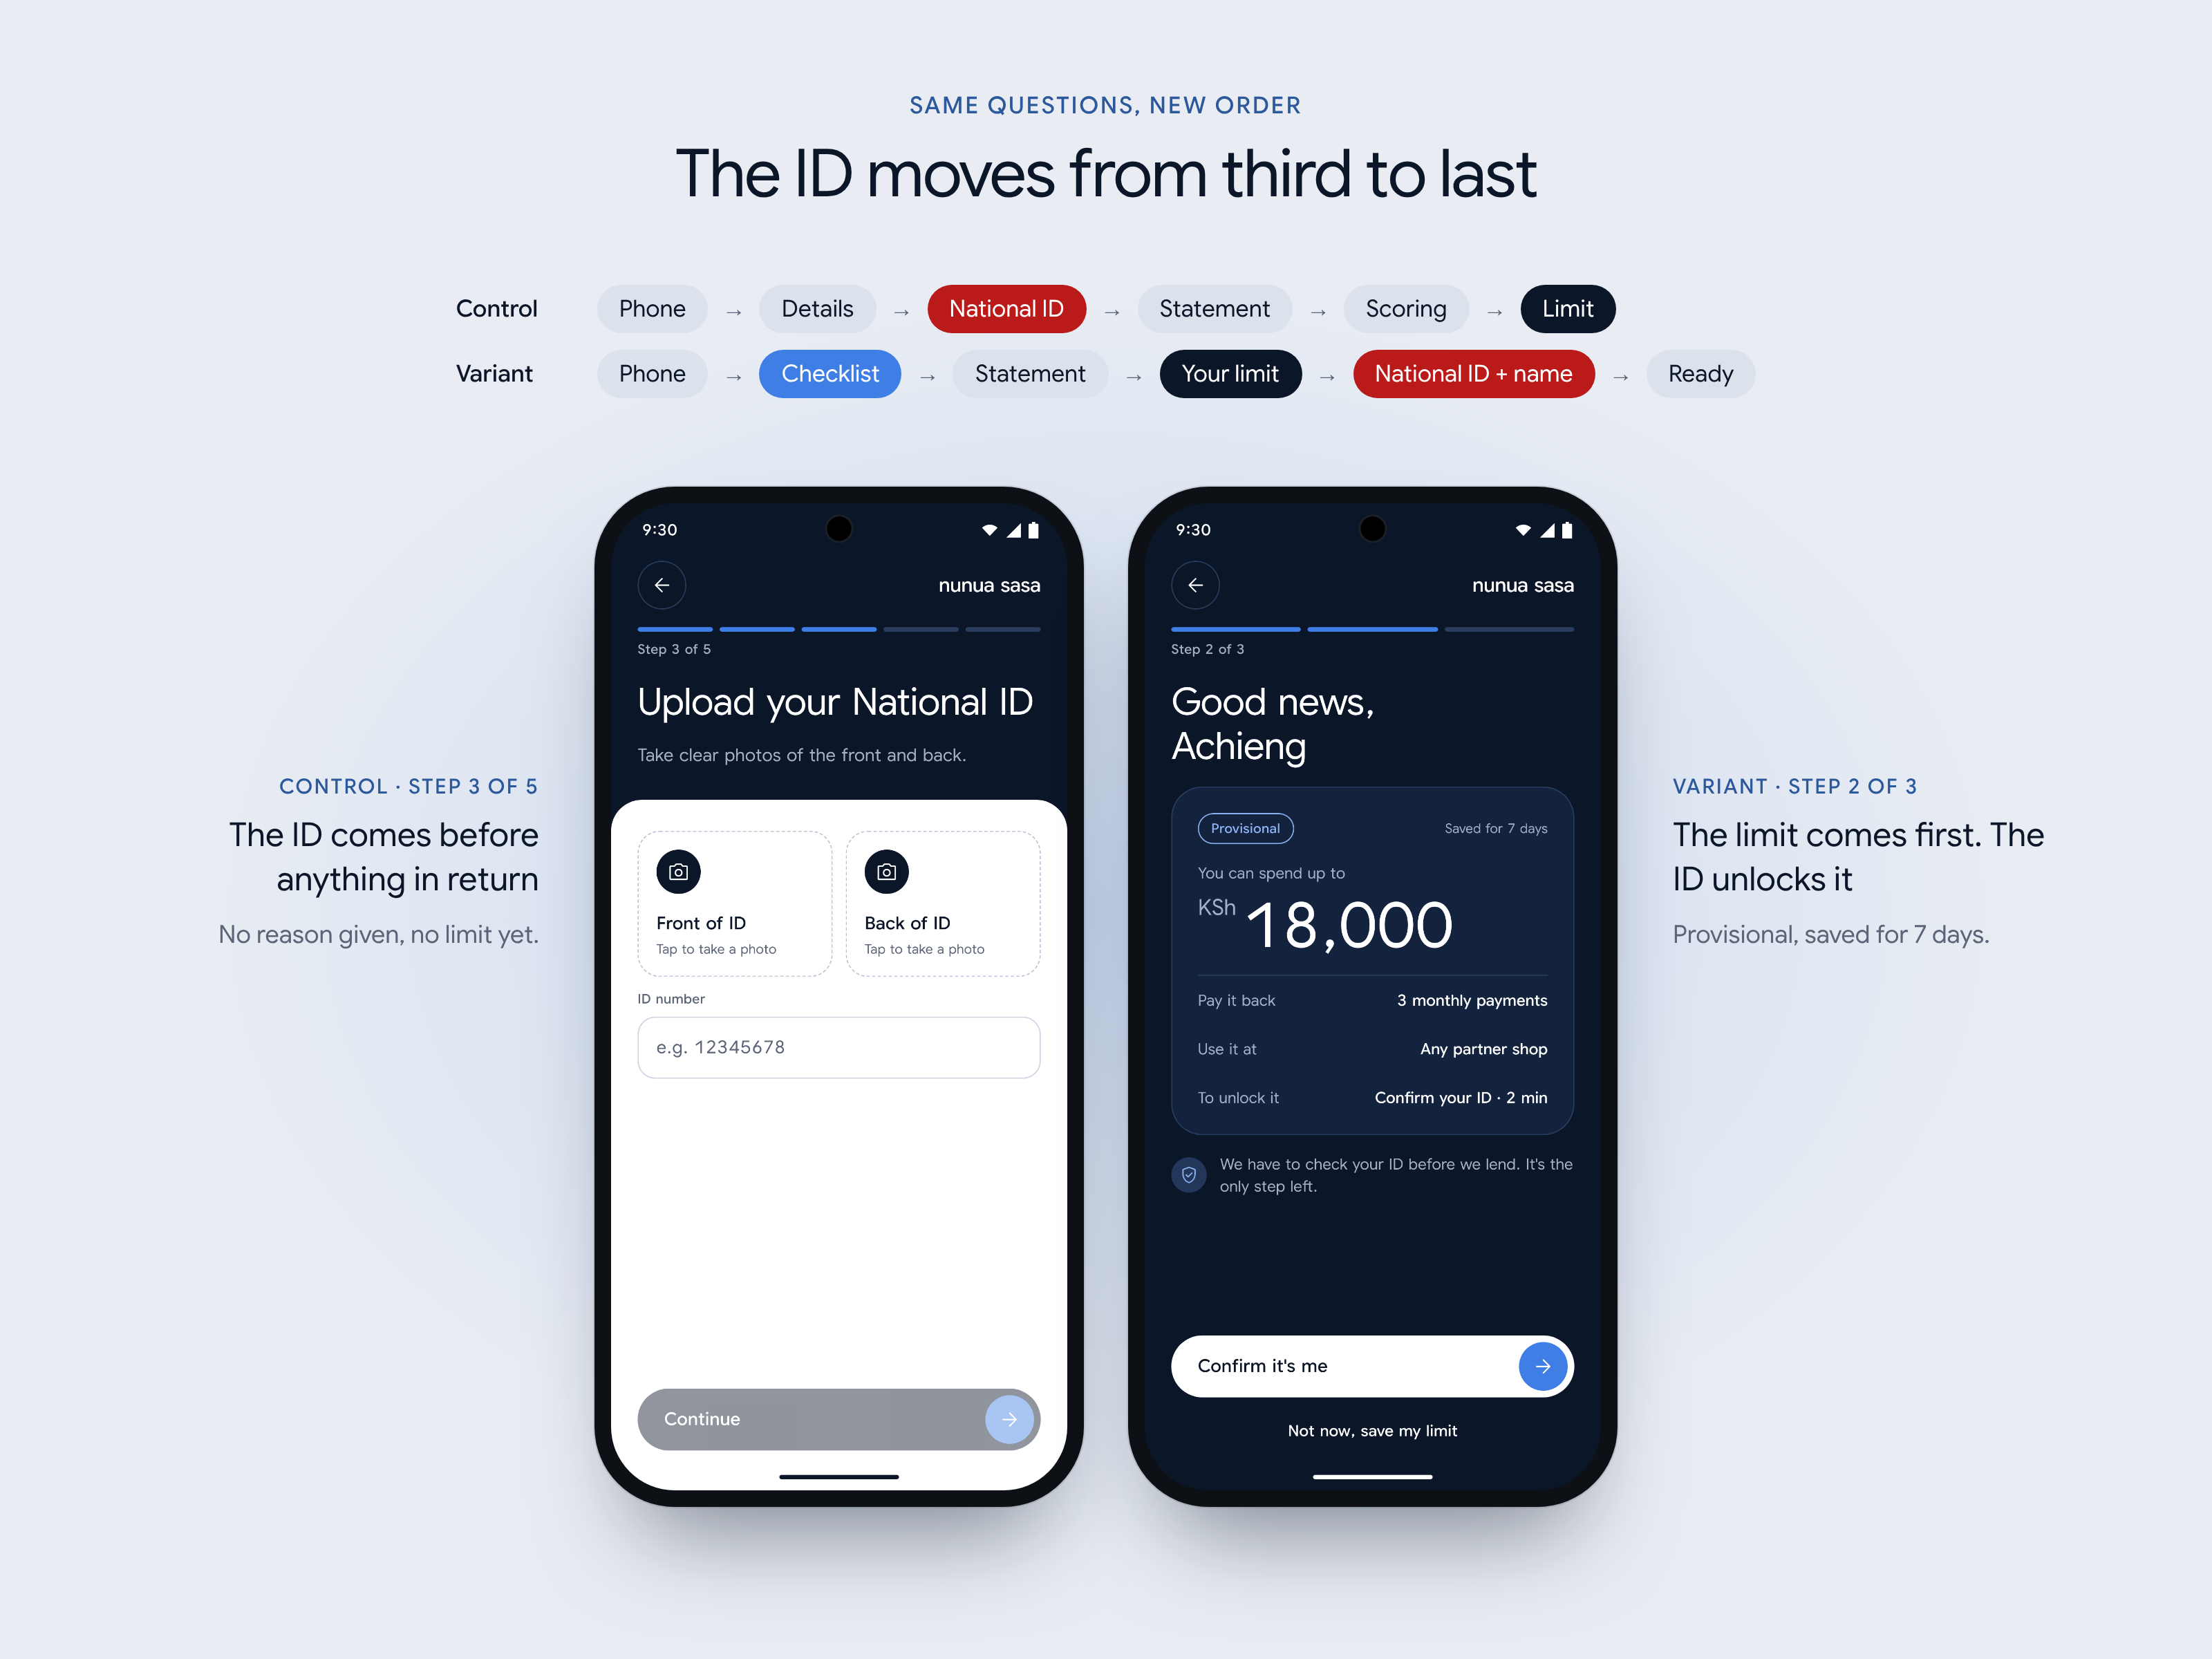 SAME QUESTIONS, NEW ORDER
The ID moves from third to last
Control Phone → Details → National ID → Statement → Scoring → Limit
Variant Phone → Checklist → Statement → Your limit → National ID + name → Ready
CONTROL · STEP 3 OF 5
The ID comes before
anything in return
No reason given, no limit yet.
9:30
nunua sasa
Step 3 of 5
Upload your National ID
Take clear photos of the front and back.
Front of ID
Tap to take a photo
Back of ID
Tap to take a photo
ID number
e.g. 12345678
Continue
9:30
nunua sasa
Step 2 of 3
Good news,
Achieng
Provisional Saved for 7 days
You can spend up to
KSh 18,000
Pay it back 3 monthly payments
Use it at Any partner shop
To unlock it Confirm your ID · 2 min
We have to check your ID before we lend. It's the
only step left.
Confirm it's me
Not now, save my limit
VARIANT · STEP 2 OF 3
The limit comes first. The
ID unlocks it
Provisional, saved for 7 days.